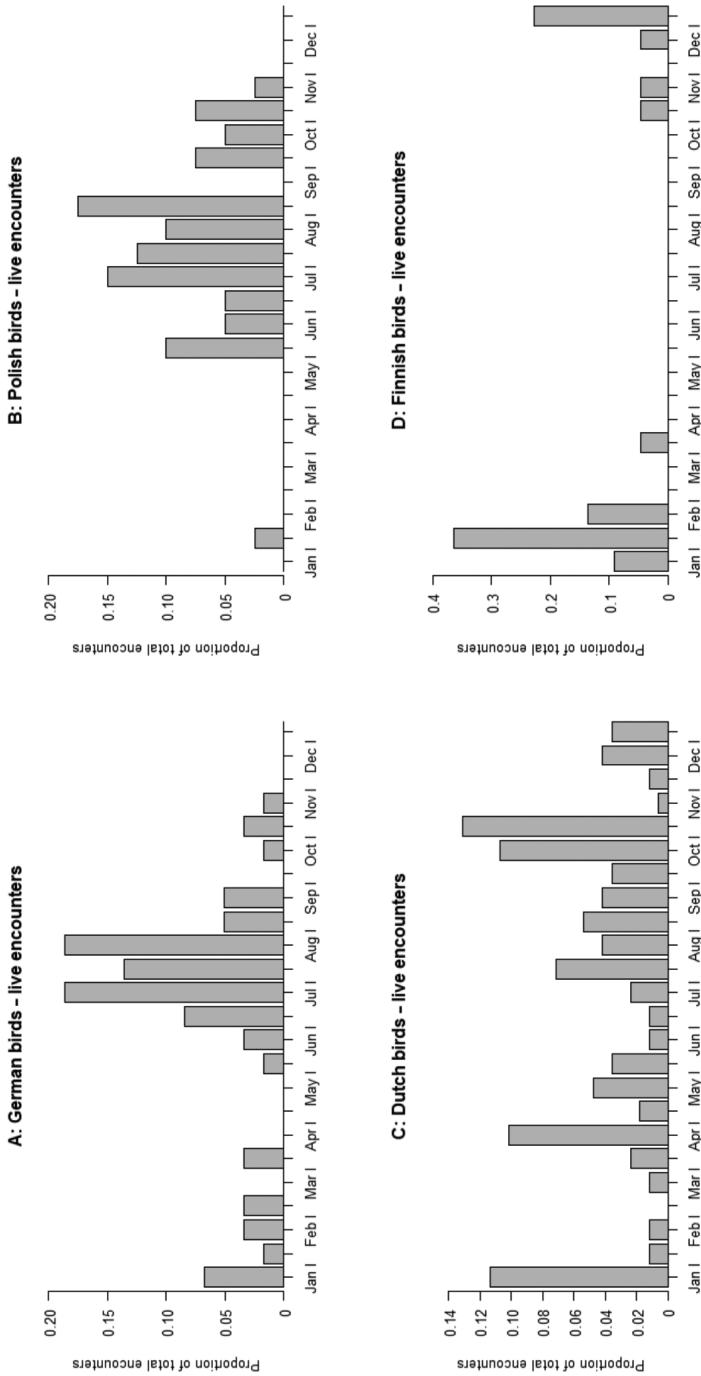 A: German birds – live encounters
Proportion of total encounters
0.20
0.15
0.10
0.05
0
Jan I Feb I Mar I Apr I May I Jun I Jul I Aug I Sep I Oct I Nov I Dec I
B: Polish birds – live encounters
Proportion of total encounters
0.20
0.15
0.10
0.05
0
Jan I Feb I Mar I Apr I May I Jun I Jul I Aug I Sep I Oct I Nov I Dec I
C: Dutch birds – live encounters
Proportion of total encounters
0.14
0.12
0.10
0.08
0.06
0.04
0.02
0
Jan I Feb I Mar I Apr I May I Jun I Jul I Aug I Sep I Oct I Nov I Dec I
D: Finnish birds – live encounters
Proportion of total encounters
0.4
0.3
0.2
0.1
0
Jan I Feb I Mar I Apr I May I Jun I Jul I Aug I Sep I Oct I Nov I Dec I